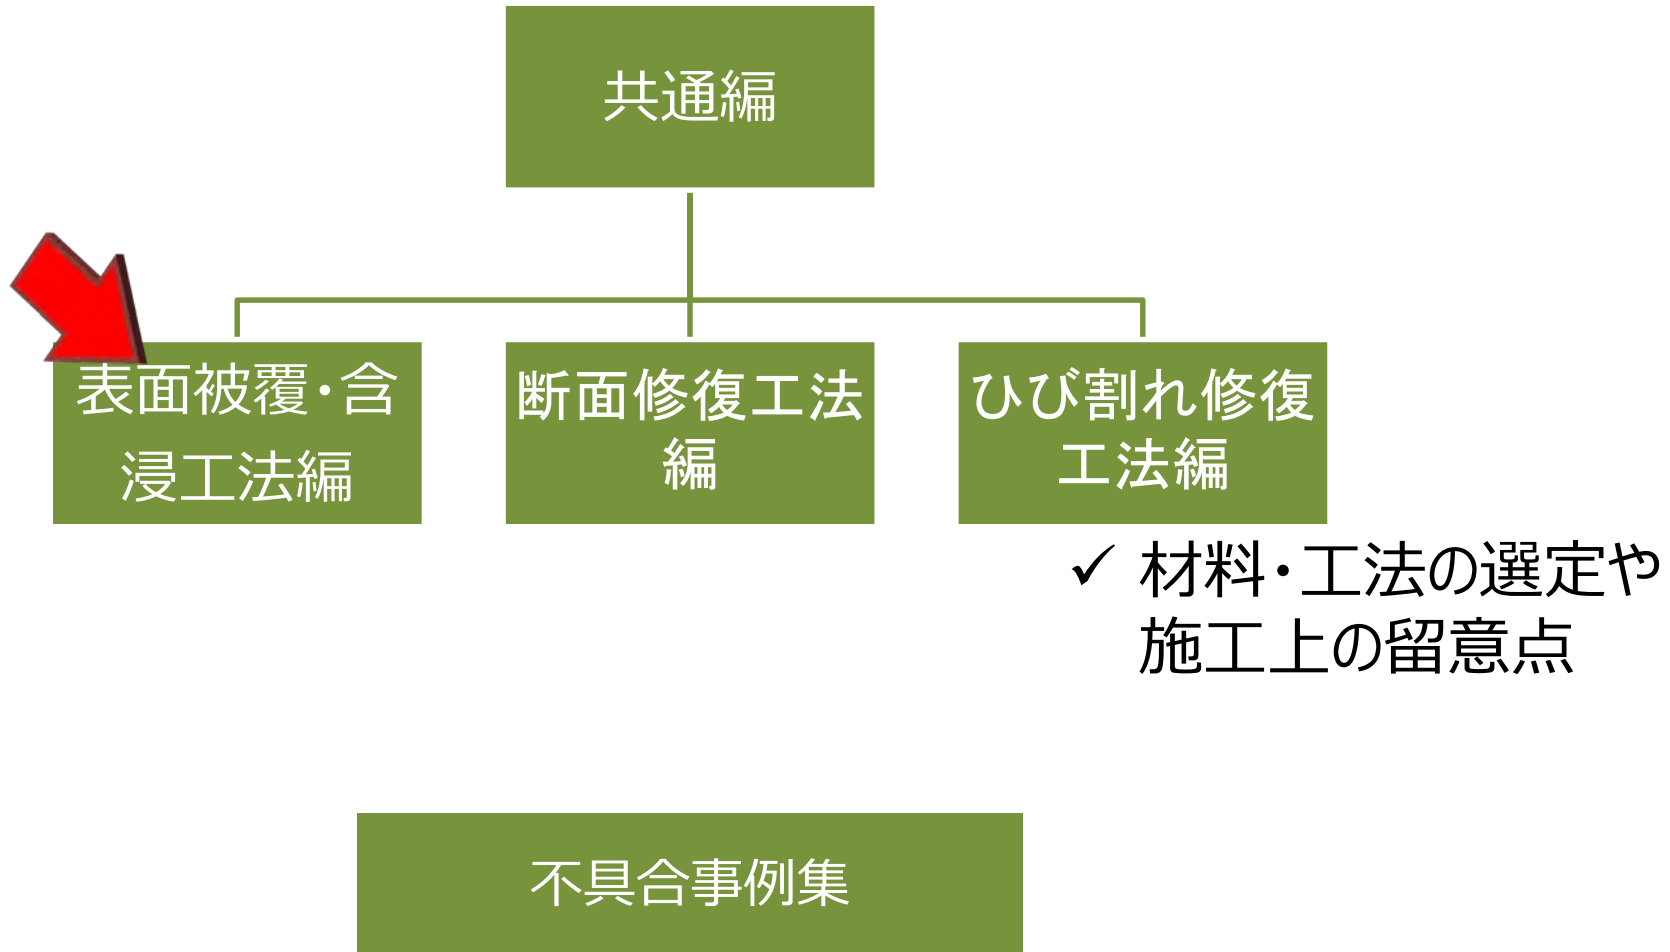 共通編
表面被覆・含
浸工法編
断面修復工法
編
ひび割れ修復
工法編
✓ 材料・工法の選定や
施工上の留意点
不具合事例集